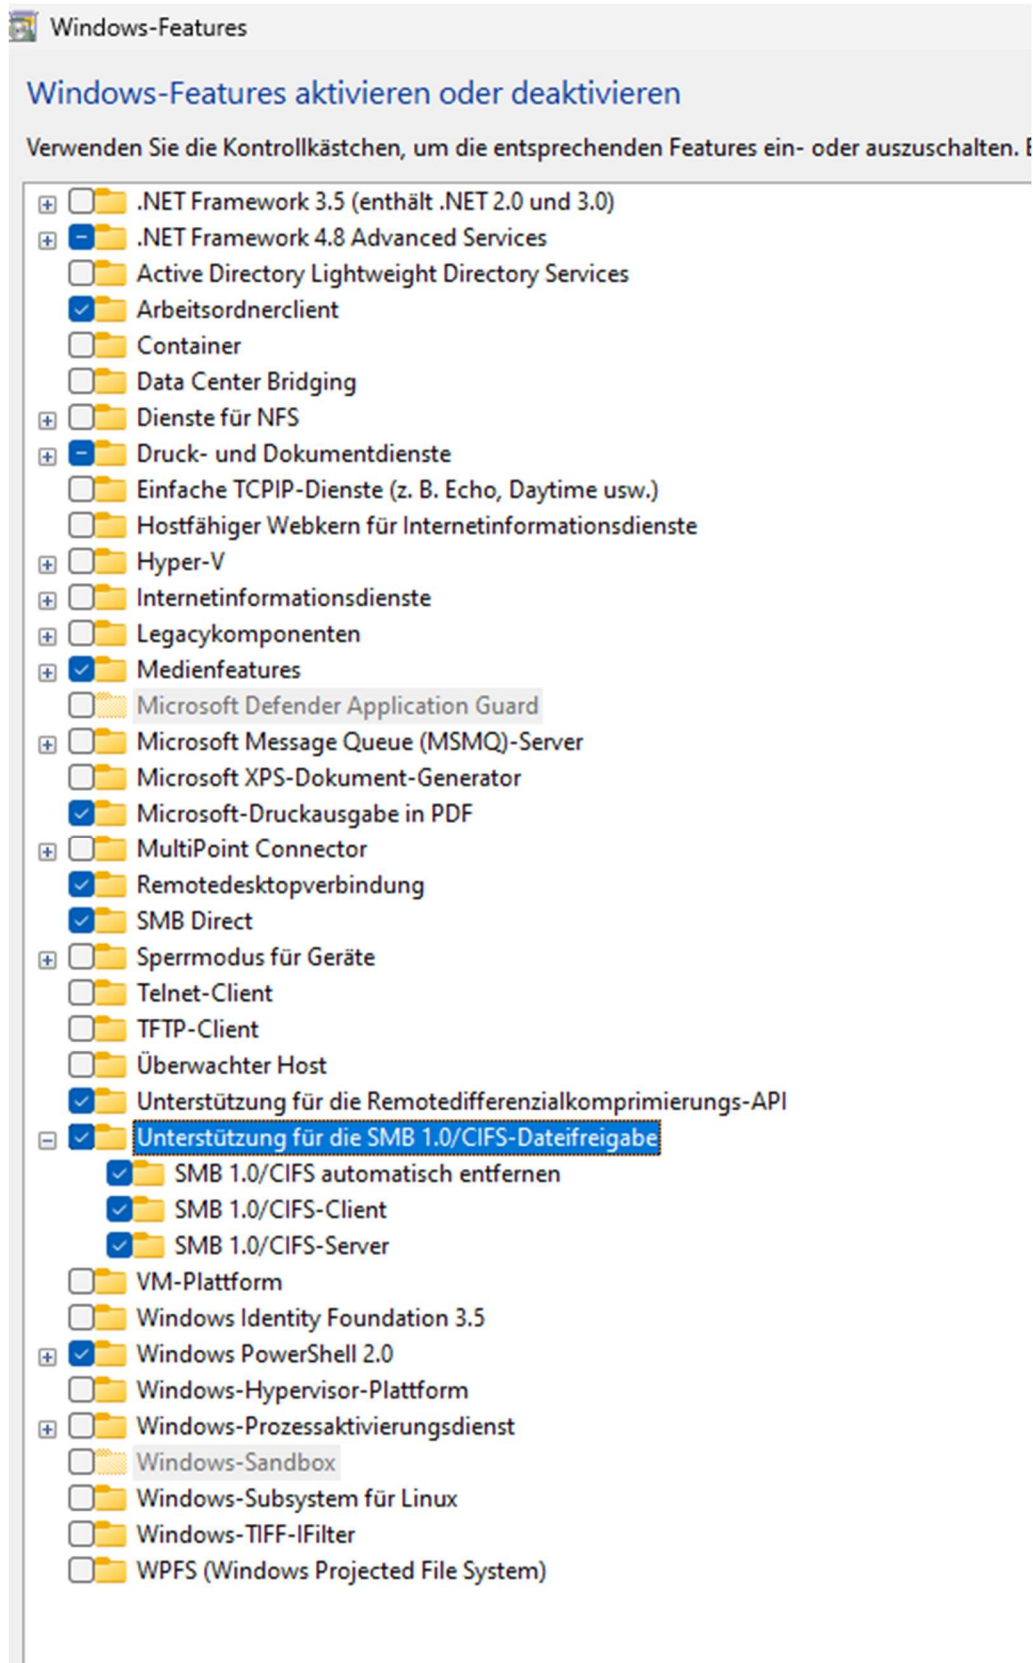 Windows-Features
Windows-Features aktivieren oder deaktivieren
Verwenden Sie die Kontrollkästchen, um die entsprechenden Features ein- oder auszuschalten.
.NET Framework 3.5 (enthält .NET 2.0 und 3.0)
.NET Framework 4.8 Advanced Services
Active Directory Lightweight Directory Services
Arbeitsordnerclient
Container
Data Center Bridging
Dienste für NFS
Druck- und Dokumentdienste
Einfache TCPIP-Dienste (z. B. Echo, Daytime usw.)
Hostfähiger Webkern für Internetinformationsdienste
Hyper-V
Internetinformationsdienste
Legacykomponenten
Medienfeatures
Microsoft Defender Application Guard
Microsoft Message Queue (MSMQ)-Server
Microsoft XPS-Dokument-Generator
Microsoft-Druckausgabe in PDF
MultiPoint Connector
Remotedesktopverbindung
SMB Direct
Sperrmodus für Geräte
Telnet-Client
TFTP-Client
Überwachter Host
Unterstützung für die Remotedifferenzialkomprimierungs-API
Unterstützung für die SMB 1.0/CIFS-Dateifreigabe
SMB 1.0/CIFS automatisch entfernen
SMB 1.0/CIFS-Client
SMB 1.0/CIFS-Server
VM-Plattform
Windows Identity Foundation 3.5
Windows PowerShell 2.0
Windows-Hypervisor-Plattform
Windows-Prozessaktivierungsdienst
Windows-Sandbox
Windows-Subsystem für Linux
Windows-TIFF-IFilter
WPFS (Windows Projected File System)